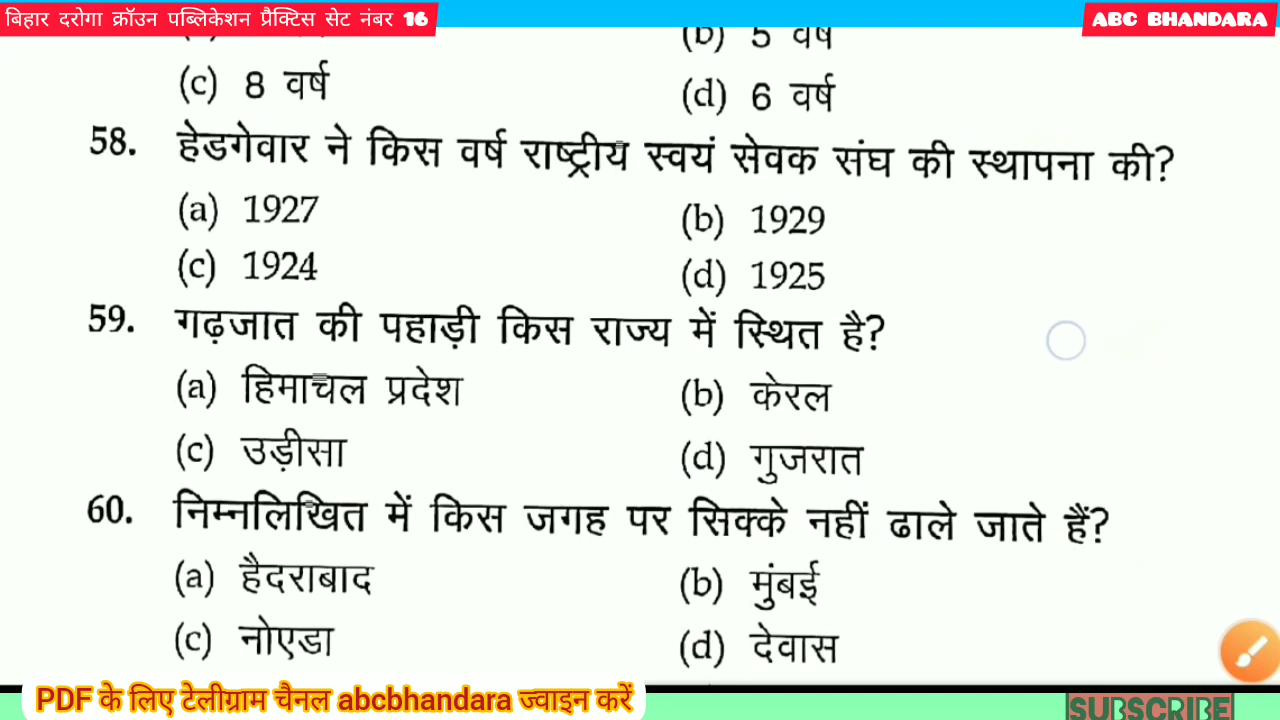 बिहार दरोगा क्रॉउन पब्लिकेशन प्रैक्टिस सेट नंबर 16
ABC BHANDARA
(b) 5 वर्ष
(c) 8 वर्ष (d) 6 वर्ष
58. हेडगेवार ने किस वर्ष राष्ट्रीय स्वयं सेवक संघ की स्थापना की?
(a) 1927 (b) 1929
(c) 1924 (d) 1925
59. गढ़जात की पहाड़ी किस राज्य में स्थित है?
(a) हिमाचल प्रदेश (b) केरल
(c) उड़ीसा (d) गुजरात
60. निम्नलिखित में किस जगह पर सिक्के नहीं ढाले जाते हैं?
(a) हैदराबाद (b) मुंबई
(c) नोएडा (d) देवास
PDF के लिए टेलीग्राम चैनल abcbhandara ज्वाइन करें
SUBSCRIBE